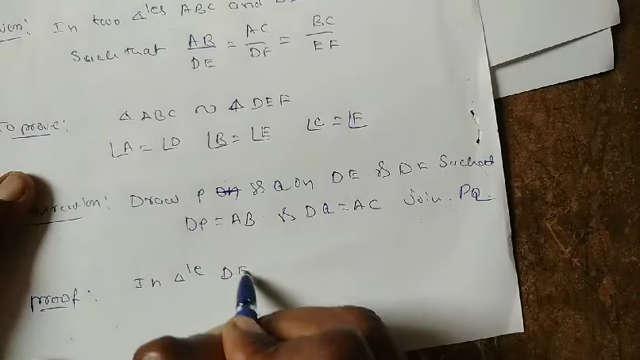 In two Δ'les ABC and
Such that AB/DE = AC/DF = BC/EF
To prove: Δ ABC ~ Δ DEF
∠A = ∠D ∠B = ∠E ∠C = ∠F
Draw P & Q on DE & DF Such that
DP = AB & DQ = AC Join PQ.
proof: In Δ'le DE